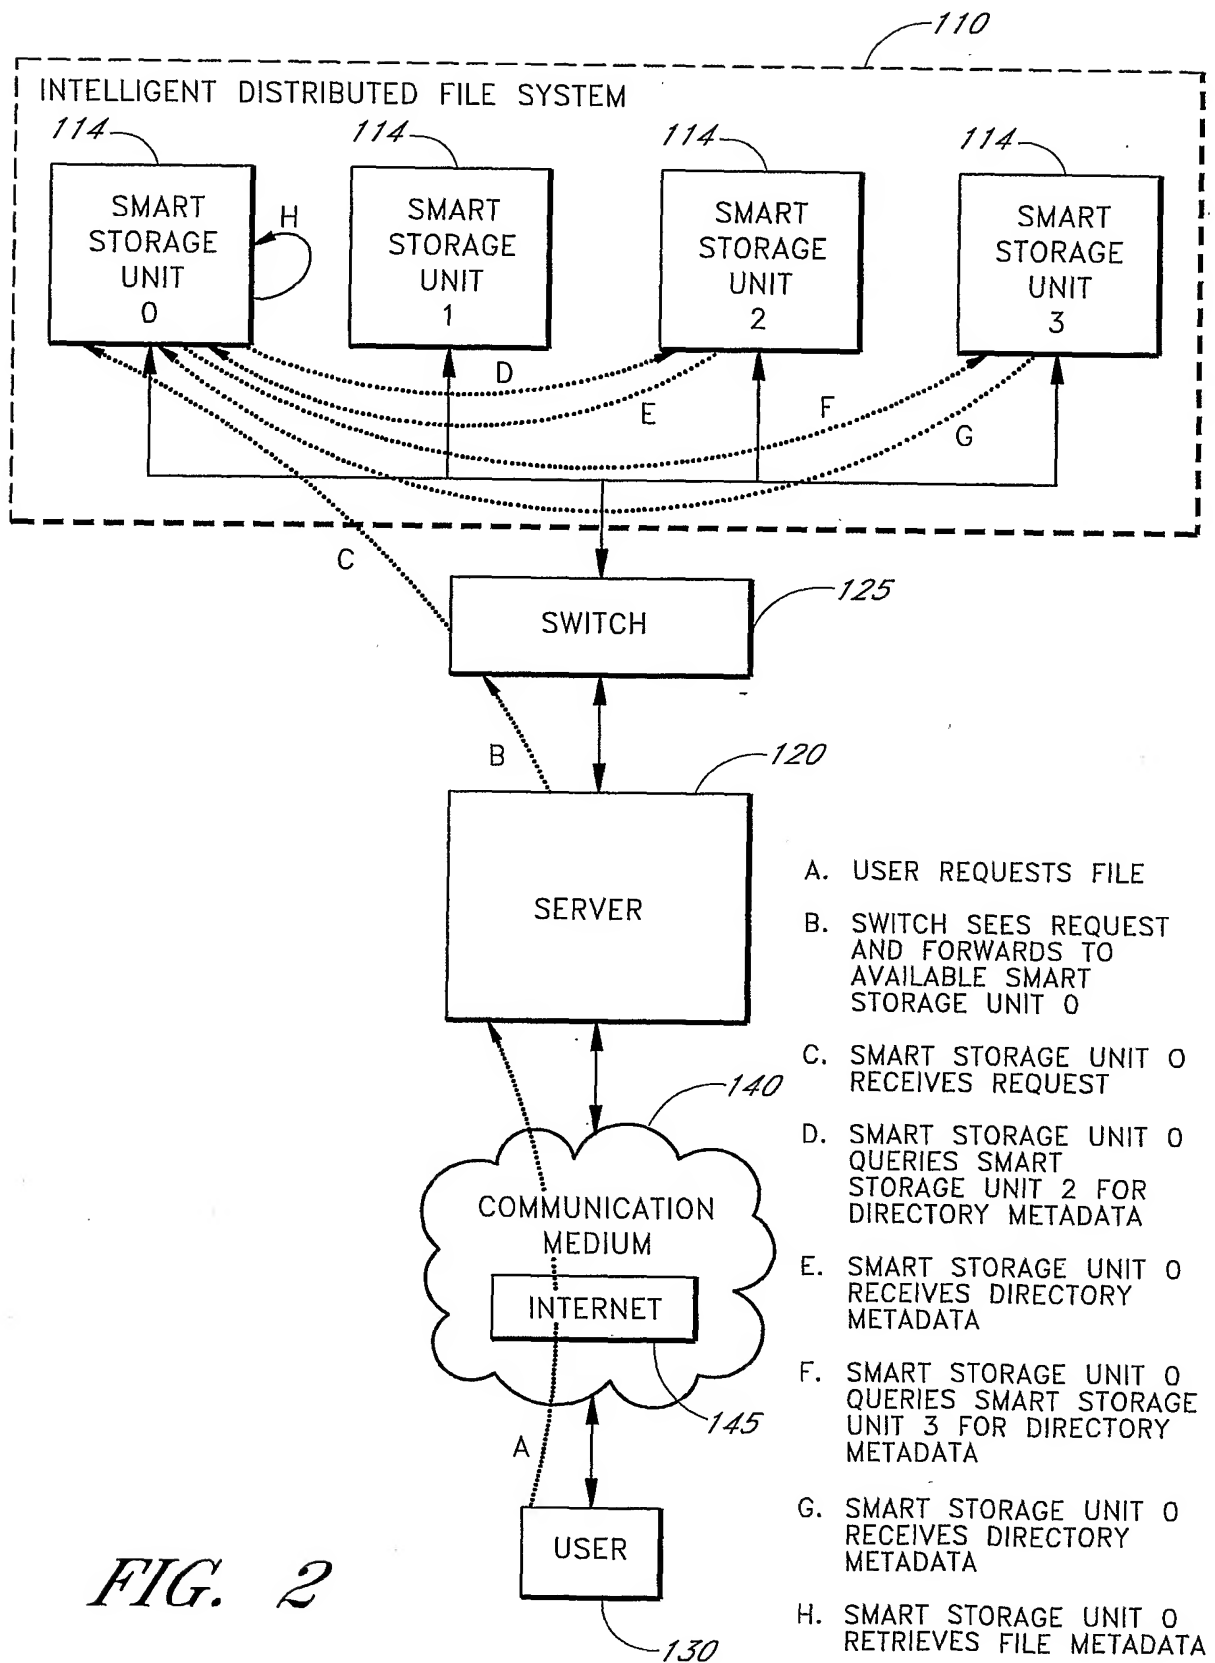 110
INTELLIGENT DISTRIBUTED FILE SYSTEM
114
114
114
114
SMART
STORAGE
UNIT
0
H
SMART
STORAGE
UNIT
1
SMART
STORAGE
UNIT
2
SMART
STORAGE
UNIT
3
D
E
F
G
C
SWITCH
125
B
120
SERVER
140
COMMUNICATION
MEDIUM
INTERNET
145
A
USER
130
A. USER REQUESTS FILE
B. SWITCH SEES REQUEST
AND FORWARDS TO
AVAILABLE SMART
STORAGE UNIT 0
C. SMART STORAGE UNIT 0
RECEIVES REQUEST
D. SMART STORAGE UNIT 0
QUERIES SMART
STORAGE UNIT 2 FOR
DIRECTORY METADATA
E. SMART STORAGE UNIT 0
RECEIVES DIRECTORY
METADATA
F. SMART STORAGE UNIT 0
QUERIES SMART STORAGE
UNIT 3 FOR DIRECTORY
METADATA
G. SMART STORAGE UNIT 0
RECEIVES DIRECTORY
METADATA
H. SMART STORAGE UNIT 0
RETRIEVES FILE METADATA
FIG. 2